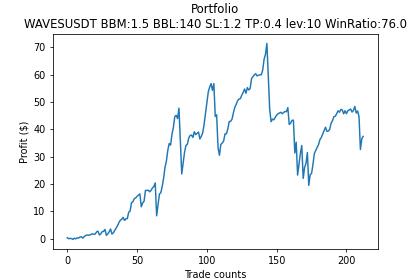 Portfolio
WAVESUSDT BBM:1.5 BBL:140 SL:1.2 TP:0.4 lev:10 WinRatio:76.0
70
60
50
40
30
20
10
0
Profit ($)
0 50 100 150 200
Trade counts